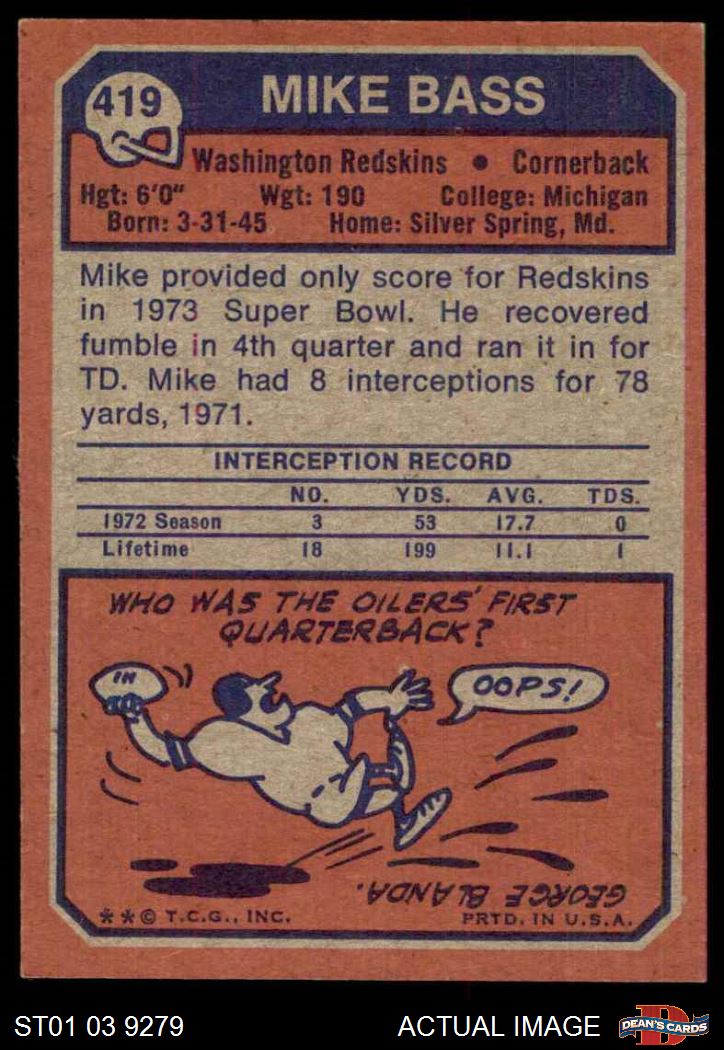 419
MIKE BASS
Washington Redskins • Cornerback
Hgt: 6'0" Wgt: 190 College: Michigan
Born: 3-31-45 Home: Silver Spring, Md.
Mike provided only score for Redskins
in 1973 Super Bowl. He recovered
fumble in 4th quarter and ran it in for
TD. Mike had 8 interceptions for 78
yards, 1971.
INTERCEPTION RECORD
NO. YDS. AVG. TDS.
1972 Season 3 53 17.7 0
Lifetime 18 199 11.1 1
WHO WAS THE OILERS' FIRST
QUARTERBACK?
IN
OOPS!
GEORGE BLANDA.
**© T.C.G., INC. PRTD. IN U.S.A.
ST01 03 9279 ACTUAL IMAGE
D
DEAN'S CARDS